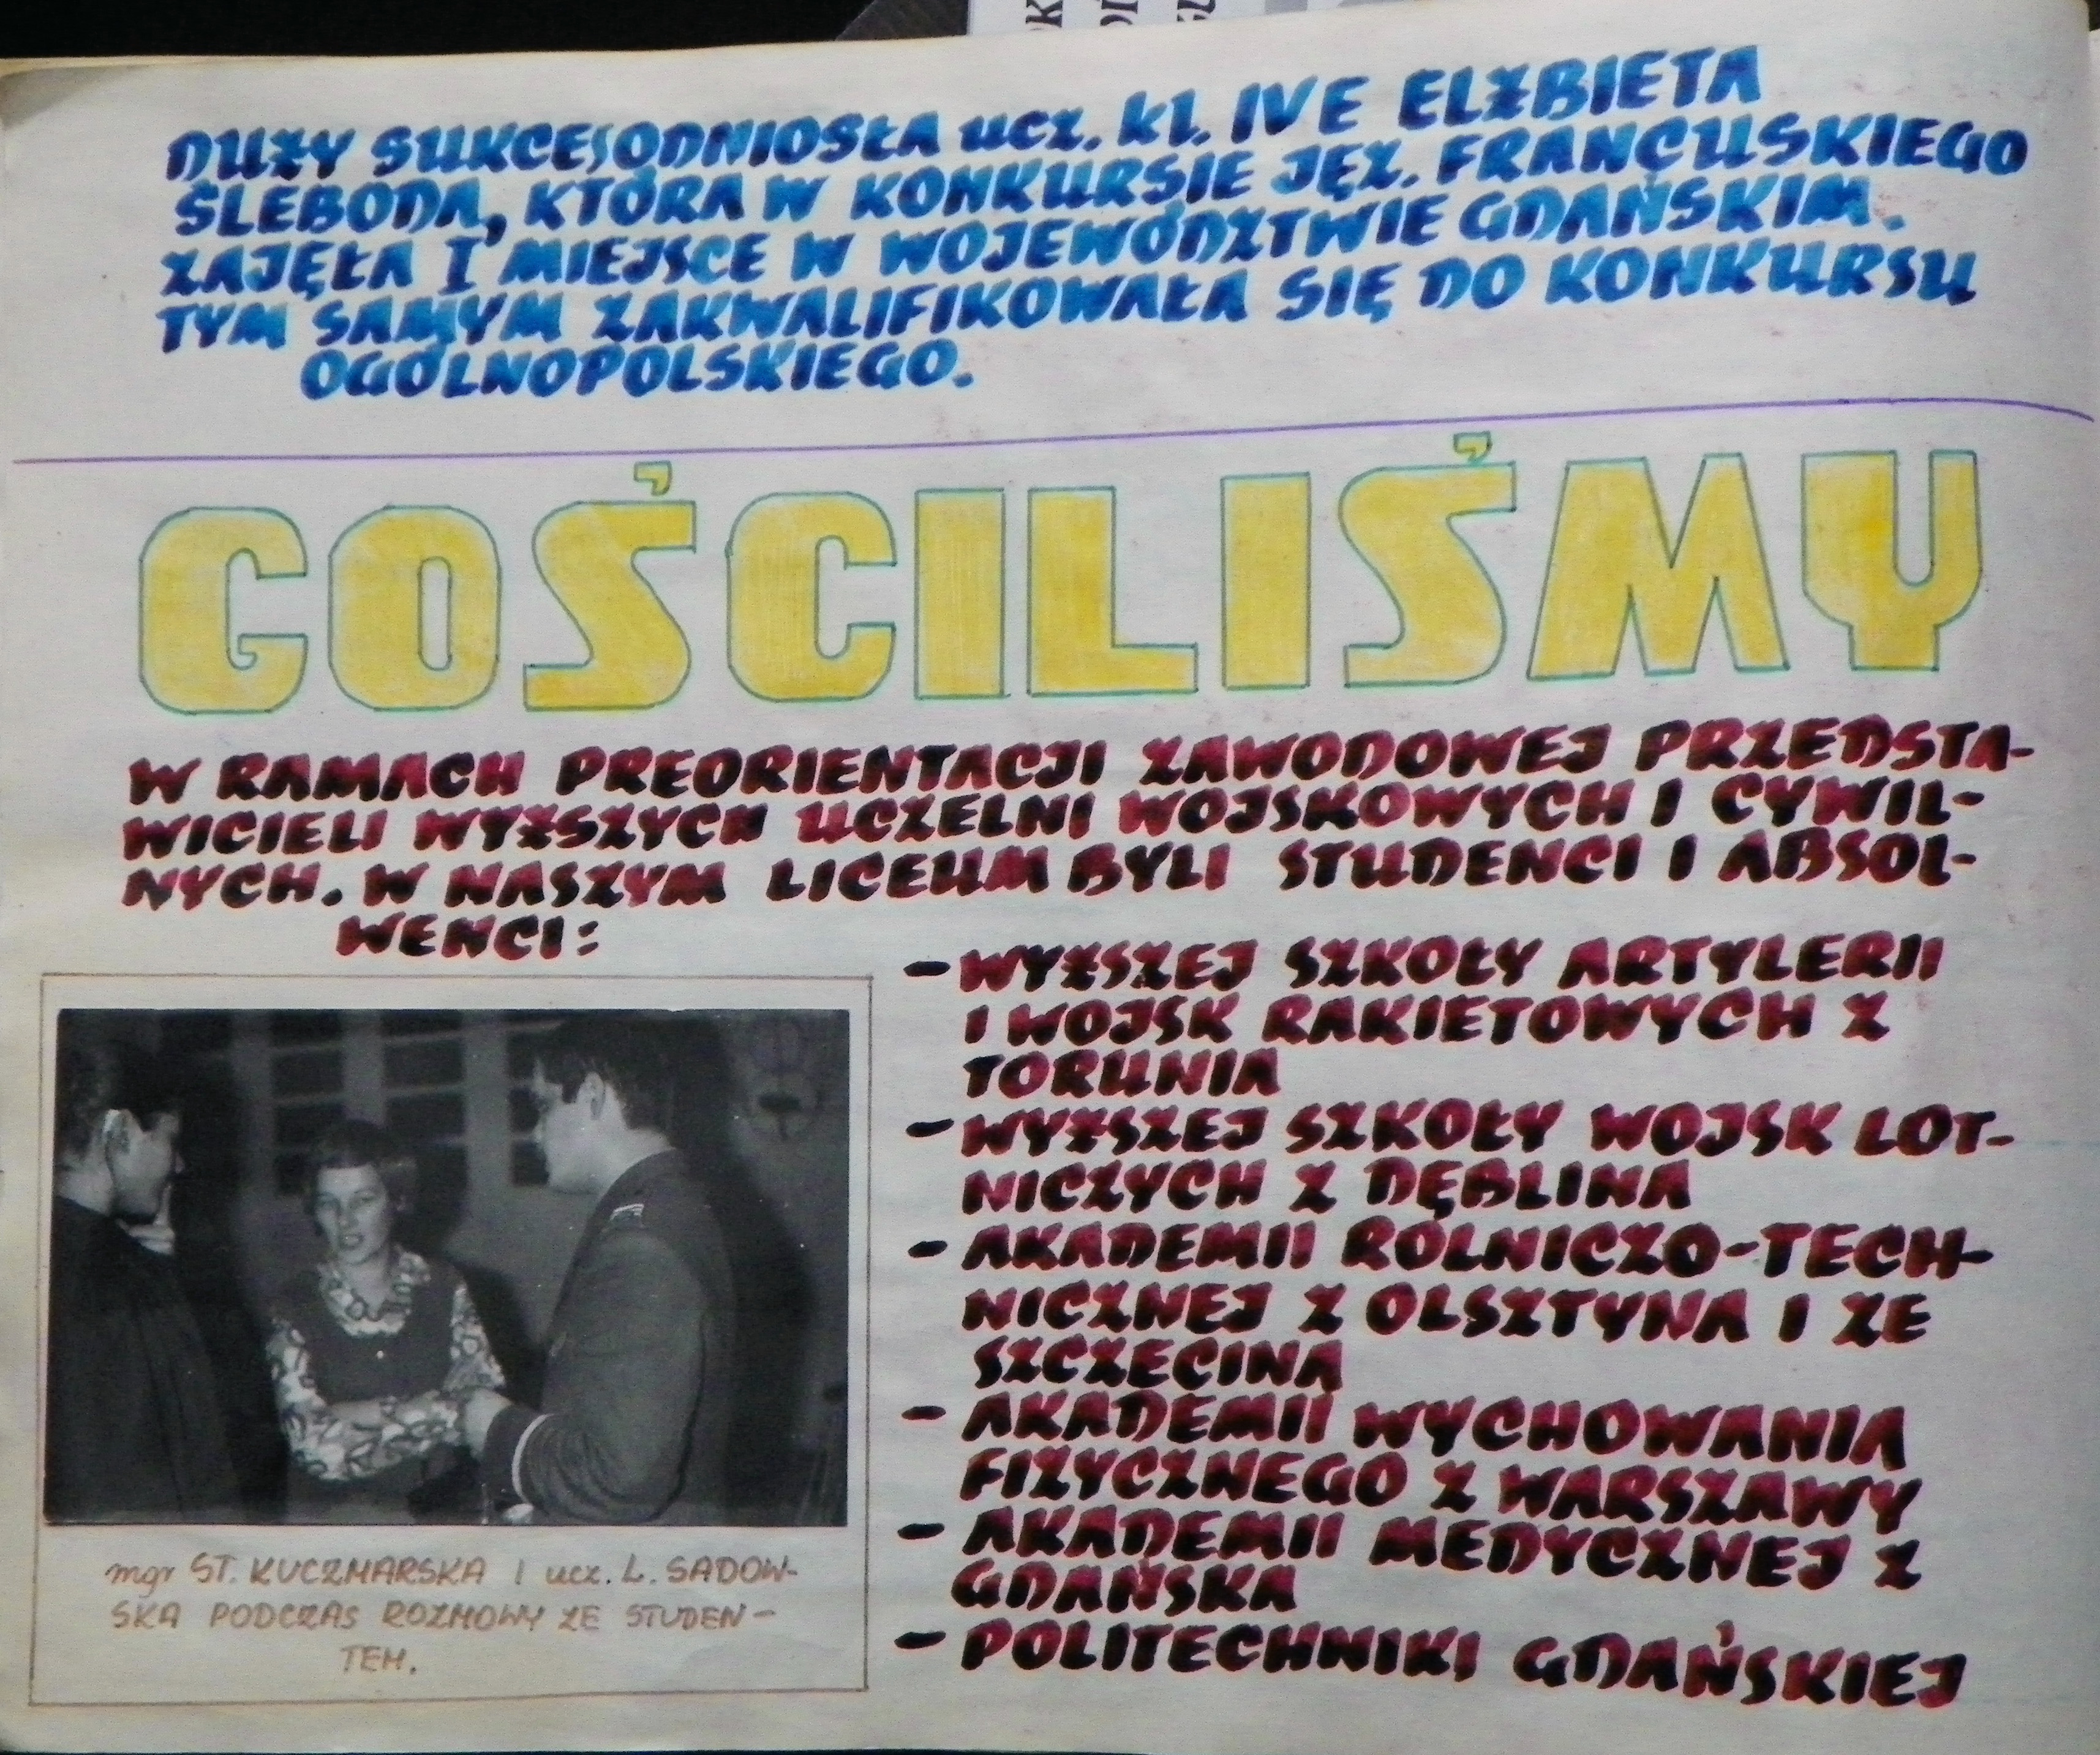 DUŻY SUKCES ODNIOSŁA ucz. kl. IV E ELŻBIETA
ŚLEBODA, KTÓRA W KONKURSIE JĘZ. FRANCUSKIEGO
ZAJĘŁA I MIEJSCE W WOJEWÓDZTWIE GDAŃSKIM.
TYM SAMYM ZAKWALIFIKOWAŁA SIĘ DO KONKURSU
OGÓLNOPOLSKIEGO.
GOŚCILIŚMY
W RAMACH PREORIENTACJI ZAWODOWEJ PRZEDSTA-
WICIELI WYŻSZYCH UCZELNI WOJSKOWYCH I CYWIL-
NYCH. W NASZYM LICEUM BYLI STUDENCI I ABSOL-
WENCI:
- WYŻSZEJ SZKOŁY ARTYLERII
I WOJSK RAKIETOWYCH Z
TORUNIA
- WYŻSZEJ SZKOŁY WOJSK LOT-
NICZYCH Z DĘBLINA
- AKADEMII ROLNICZO-TECH-
NICZNEJ Z OLSZTYNA I ZE
SZCZECINA
- AKADEMII WYCHOWANIA
FIZYCZNEGO Z WARSZAWY
- AKADEMII MEDYCZNEJ Z
GDAŃSKA
- POLITECHNIKI GDAŃSKIEJ
mgr ST. KUCZMARSKA I ucz. L. SADOW-
SKA PODCZAS ROZMOWY ZE STUDEN-
TEM.